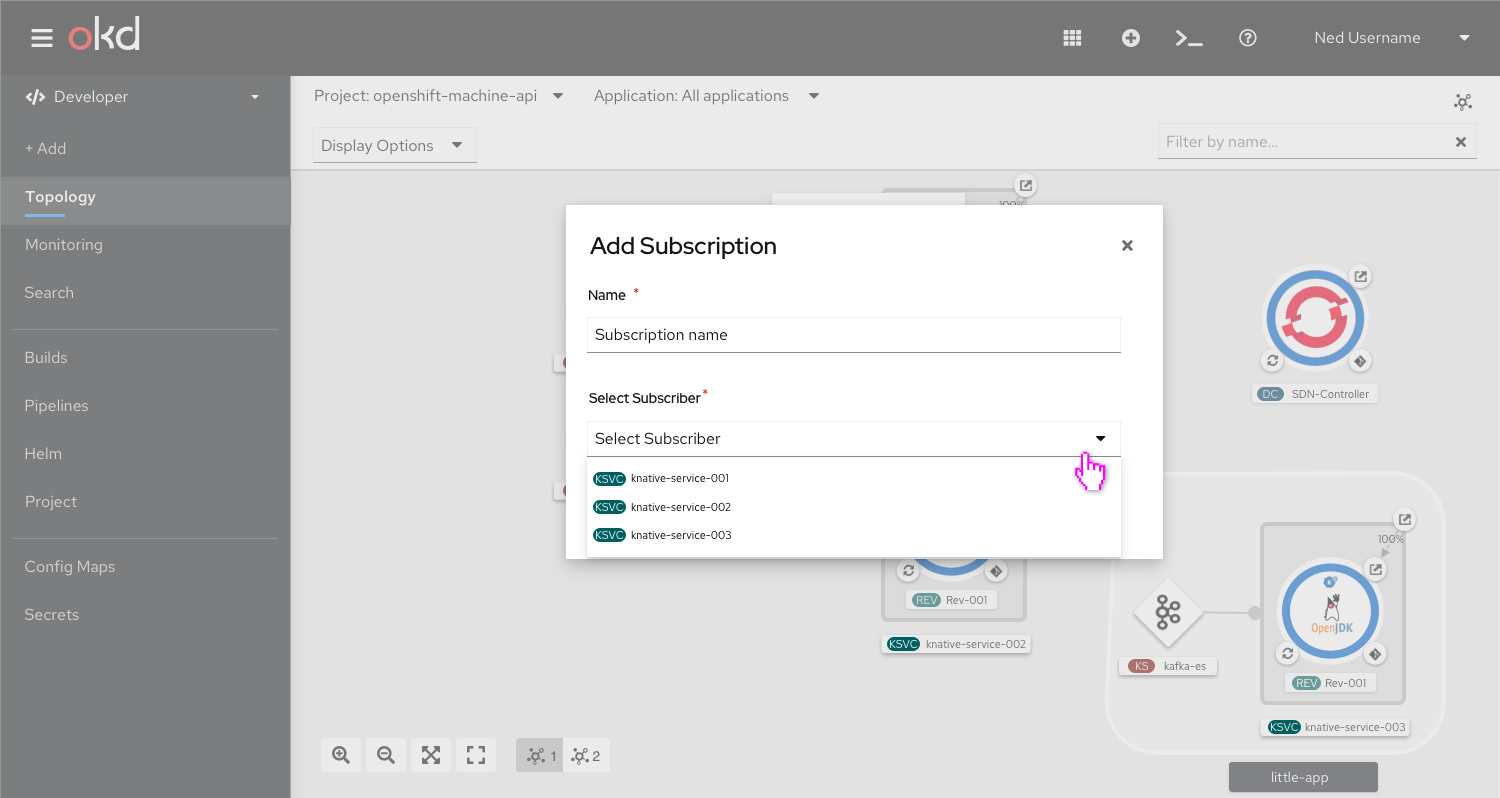 okd
Ned Username
Developer
Project: openshift-machine-api
Application: All applications
+ Add
Display Options
Filter by name...
Topology
Monitoring
Search
Builds
Pipelines
Helm
Project
Config Maps
Secrets
100%
Add Subscription
Name *
Subscription name
Select Subscriber *
Select Subscriber
KSVC knative-service-001
KSVC knative-service-002
KSVC knative-service-003
DC SDN-Controller
REV Rev-001
KSVC knative-service-002
100%
OpenJDK
KS kafka-es
REV Rev-001
KSVC knative-service-003
1
2
little-app